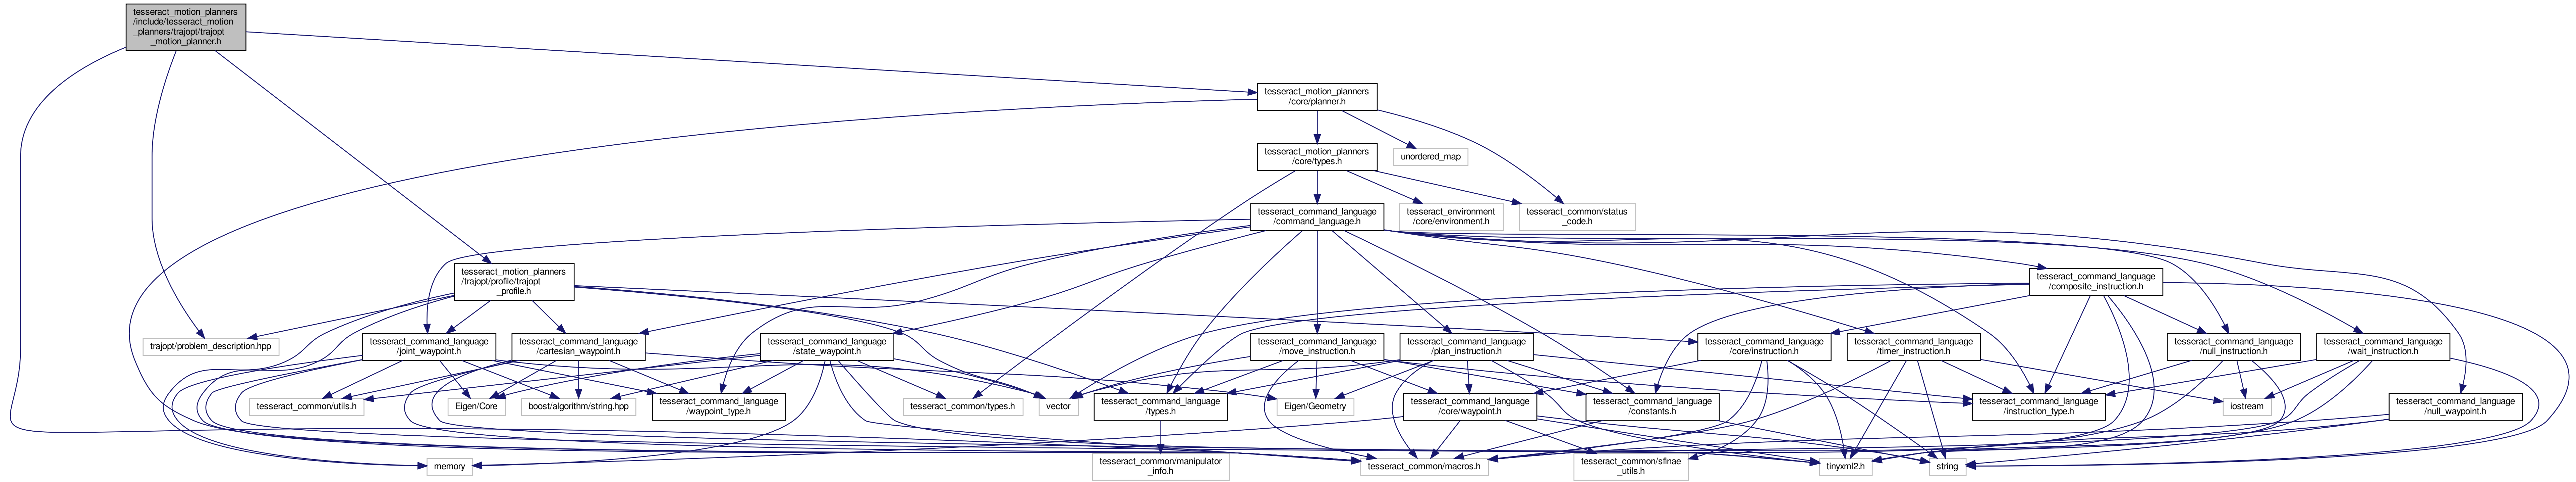 tesseract_motion_planners
/include/tesseract_motion
_planners/trajopt/trajopt
_motion_planner.h
tesseract_motion_planners
/core/planner.h
tesseract_motion_planners
/core/types.h
unordered_map
tesseract_command_language
/command_language.h
tesseract_environment
/core/environment.h
tesseract_common/status
_code.h
tesseract_motion_planners
/trajopt/profile/trajopt
_profile.h
tesseract_command_language
/composite_instruction.h
trajopt/problem_description.hpp
tesseract_command_language
/joint_waypoint.h
tesseract_command_language
/cartesian_waypoint.h
tesseract_command_language
/state_waypoint.h
tesseract_command_language
/move_instruction.h
tesseract_command_language
/plan_instruction.h
tesseract_command_language
/core/instruction.h
tesseract_command_language
/timer_instruction.h
tesseract_command_language
/null_instruction.h
tesseract_command_language
/wait_instruction.h
tesseract_common/utils.h
Eigen/Core
boost/algorithm/string.hpp
tesseract_command_language
/waypoint_type.h
tesseract_common/types.h
vector
tesseract_command_language
/types.h
Eigen/Geometry
tesseract_command_language
/core/waypoint.h
tesseract_command_language
/constants.h
tesseract_command_language
/instruction_type.h
iostream
tesseract_command_language
/null_waypoint.h
memory
tesseract_common/manipulator
_info.h
tesseract_common/macros.h
tesseract_common/sfinae
_utils.h
tinyxml2.h
string